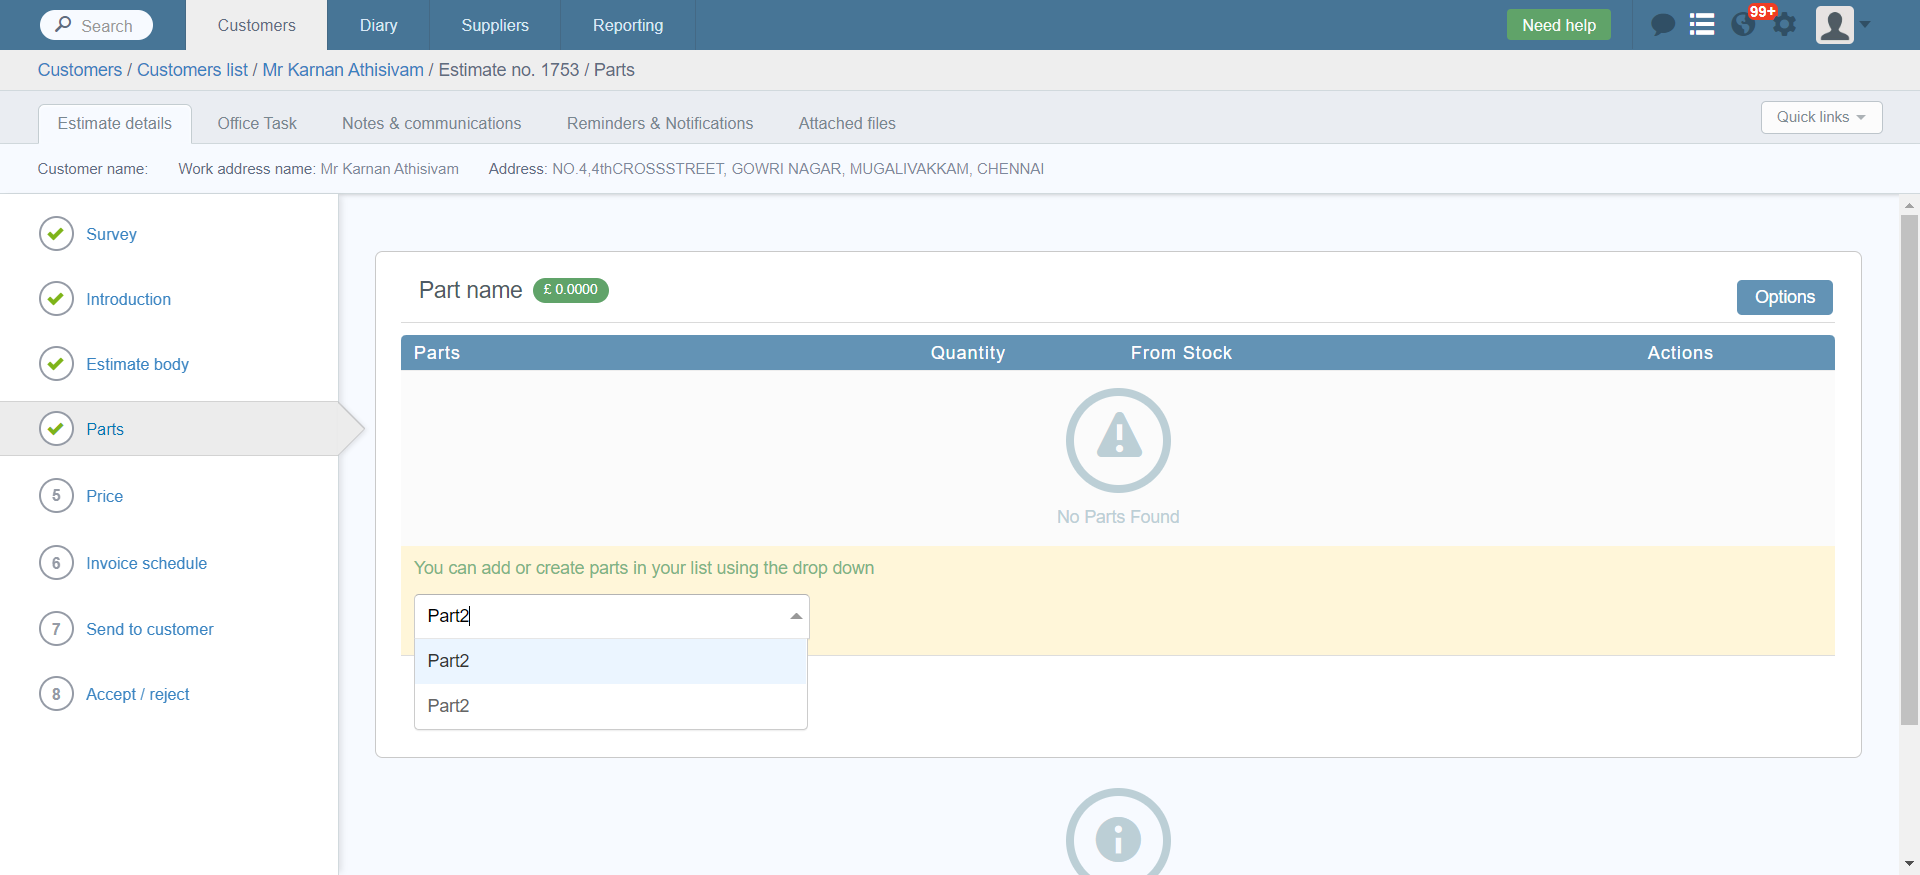 Search
Customers
Diary
Suppliers
Reporting
Need help
99+
Customers / Customers list / Mr Karnan Athisivam / Estimate no. 1753 / Parts
Estimate details
Office Task
Notes & communications
Reminders & Notifications
Attached files
Quick links
Customer name:
Work address name: Mr Karnan Athisivam
Address: NO.4,4thCROSSSTREET, GOWRI NAGAR, MUGALIVAKKAM, CHENNAI
Survey
Introduction
Estimate body
Parts
5 Price
6 Invoice schedule
7 Send to customer
8 Accept / reject
Part name £ 0.0000
Options
Parts Quantity From Stock Actions
No Parts Found
You can add or create parts in your list using the drop down
Part2
Part2
Part2